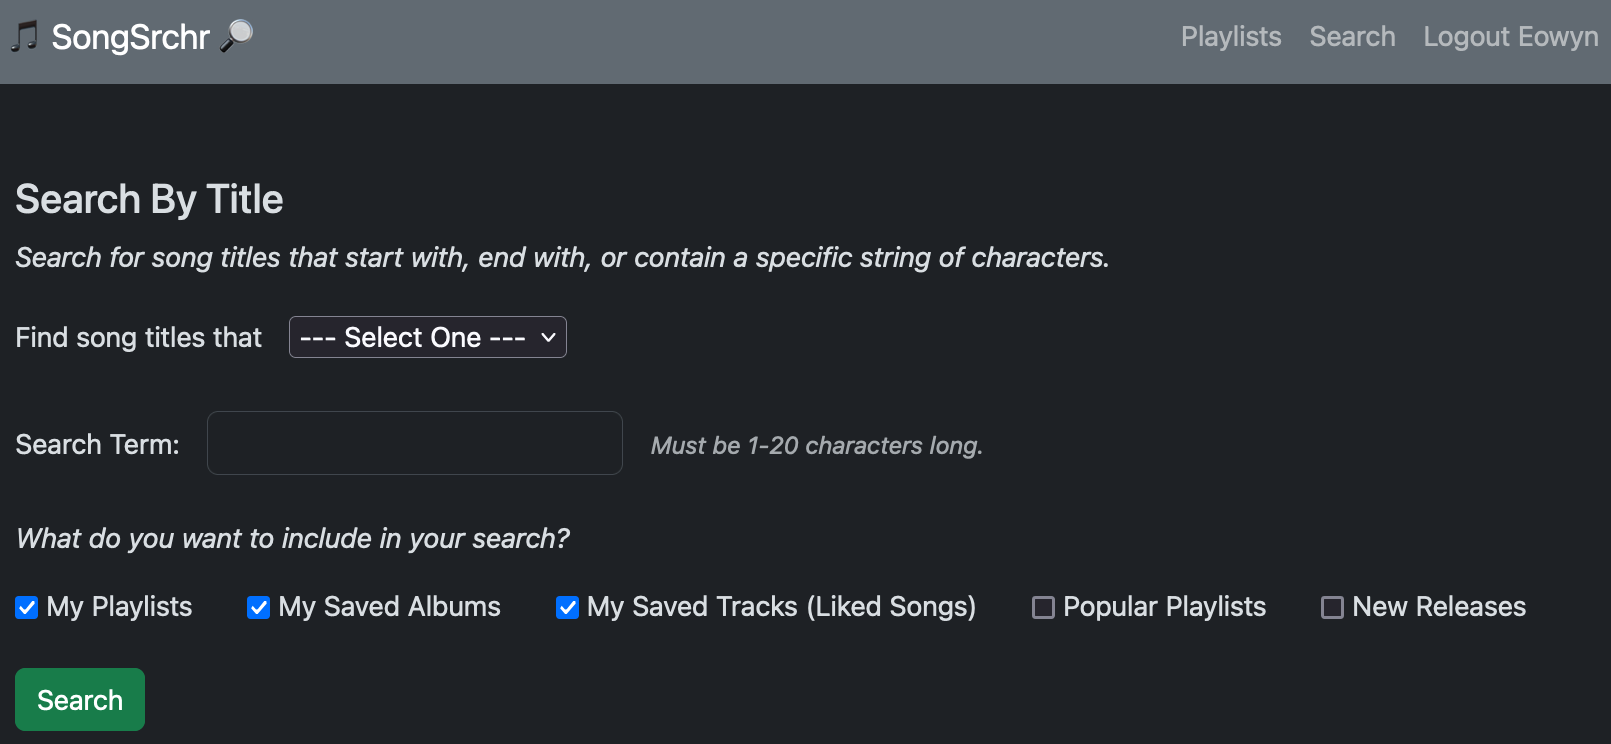 🎵 SongSrchr 🔎
Playlists Search Logout Eowyn
Search By Title
Search for song titles that start with, end with, or contain a specific string of characters.
Find song titles that --- Select One ---
Search Term: Must be 1-20 characters long.
What do you want to include in your search?
My Playlists My Saved Albums My Saved Tracks (Liked Songs) Popular Playlists New Releases
Search